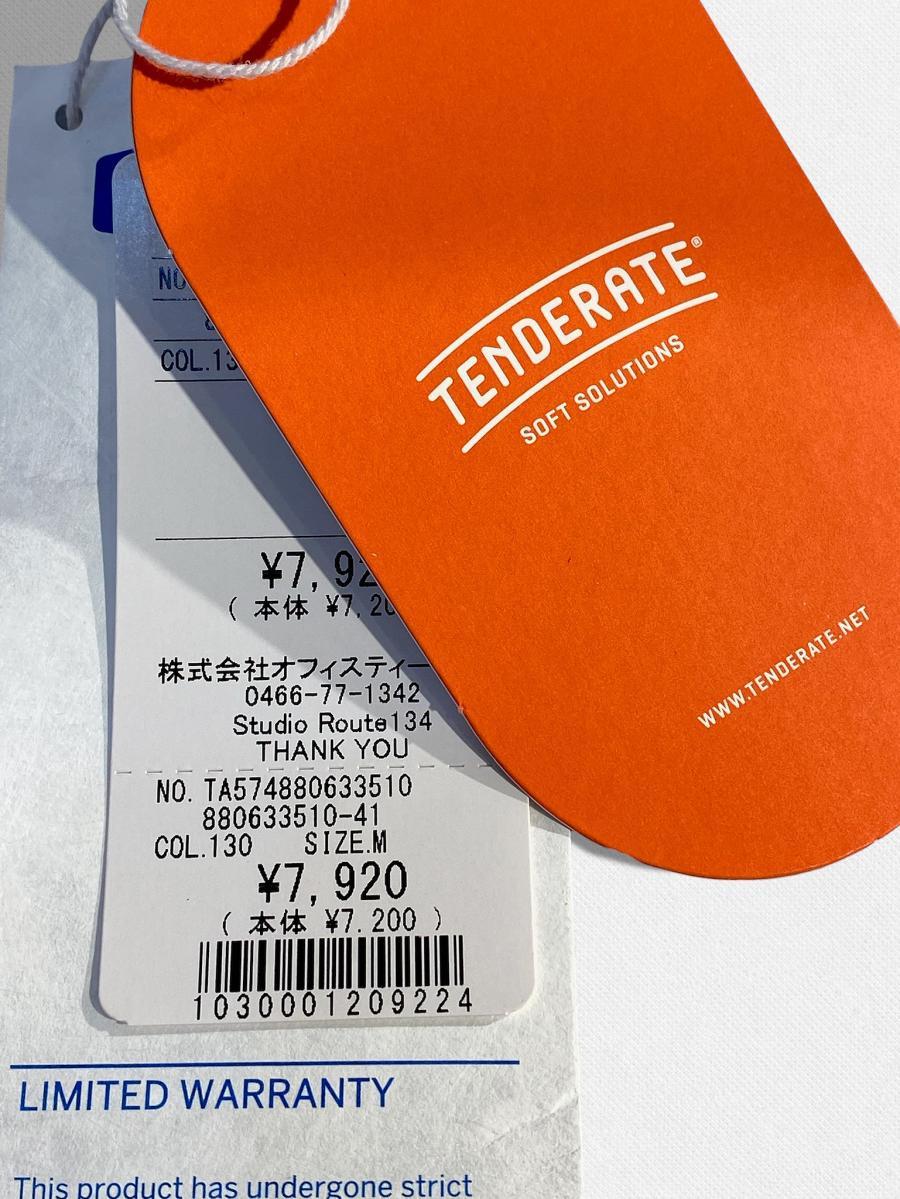 TENDERATE®
SOFT SOLUTIONS
WWW.TENDERATE.NET
NO
COL.13
¥7,92
( 本体 ¥7,20
株式会社オフィスティー
0466-77-1342
Studio Route134
THANK YOU
NO. TA574880633510
880633510-41
COL.130 SIZE.M
¥7,920
( 本体 ¥7.200 )
1030001209224
LIMITED WARRANTY
This product has undergone strict